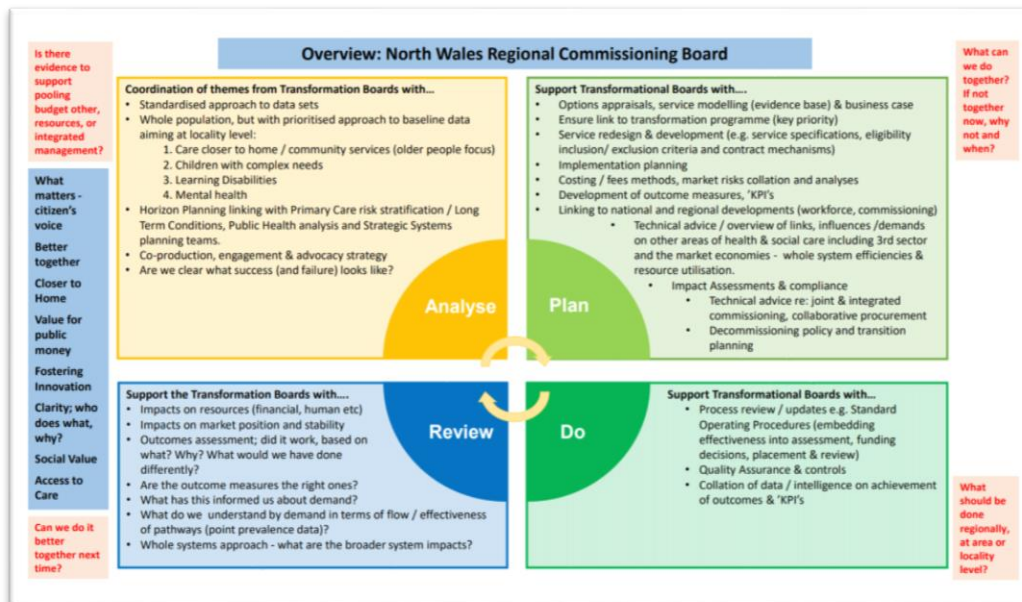 Overview: North Wales Regional Commissioning Board
Is there
evidence to
support
pooling
budget other,
resources, or
integrated
management?
What
matters -
citizen's
voice
Better
together
Closer to
Home
Value for
public
money
Fostering
Innovation
Clarity; who
does what,
why?
Social Value
Access to
Care
Can we do it
better
together next
time?
Coordination of themes from Transformation Boards with...
• Standardised approach to data sets
• Whole population, but with prioritised approach to baseline data
aiming at locality level:
1. Care closer to home / community services (older people focus)
2. Children with complex needs
3. Learning Disabilities
4. Mental health
• Horizon Planning linking with Primary Care risk stratification / Long
Term Conditions, Public Health analysis and Strategic Systems
planning teams.
• Co-production, engagement & advocacy strategy
• Are we clear what success (and failure) looks like?
Analyse
Support Transformational Boards with....
• Options appraisals, service modelling (evidence base) & business case
• Ensure link to transformation programme (key priority)
• Service redesign & development (e.g. service specifications, eligibility
inclusion/ exclusion criteria and contract mechanisms)
• Implementation planning
• Costing / fees methods, market risks collation and analyses
• Development of outcome measures, 'KPI's
• Linking to national and regional developments (workforce, commissioning)
• Technical advice / overview of links, influences /demands
on other areas of health & social care including 3rd sector
and the market economies - whole system efficiencies &
resource utilisation.
• Impact Assessments & compliance
• Technical advice re: joint & integrated
commissioning, collaborative procurement
• Decommissioning policy and transition
planning
Plan
Support the Transformation Boards with....
• Impacts on resources (financial, human etc)
• Impacts on market position and stability
• Outcomes assessment; did it work, based on
what? Why? What would we have done
differently?
• Are the outcome measures the right ones?
• What has this informed us about demand?
• What do we understand by demand in terms of flow / effectiveness
of pathways (point prevalence data)?
• Whole systems approach - what are the broader system impacts?
Review
Do
Support Transformational Boards with...
• Process review / updates e.g. Standard
Operating Procedures (embedding
effectiveness into assessment, funding
decisions, placement & review)
• Quality Assurance & controls
• Collation of data / intelligence on achievement
of outcomes & 'KPI's
What can
we do
together?
If not
together
now, why
not and
when?
What
should be
done
regionally,
at area or
locality
level?